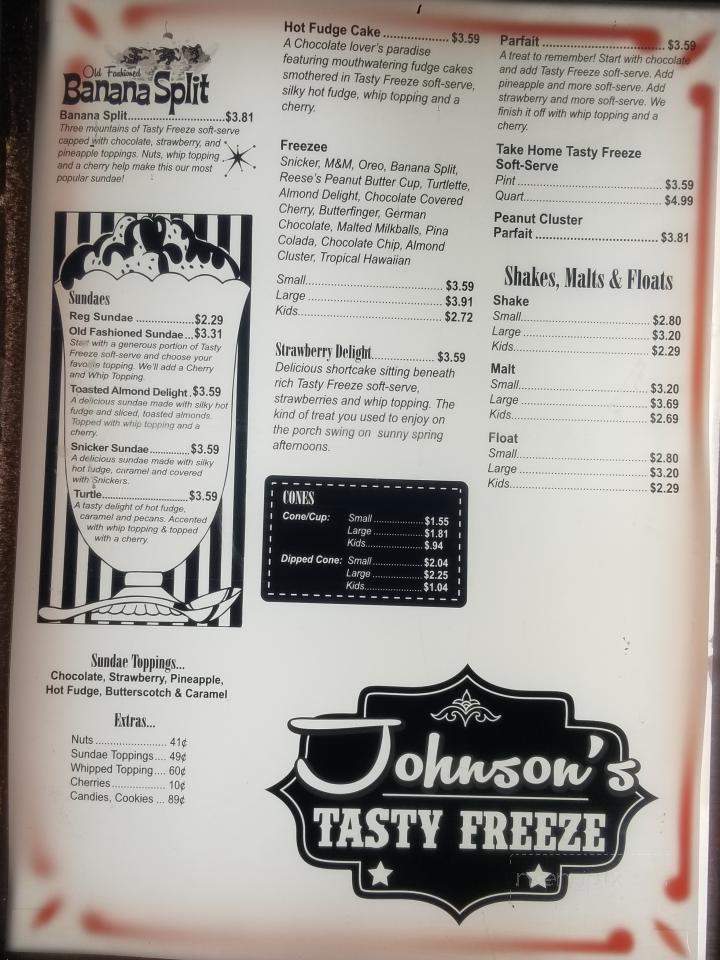 Old Fashioned
Banana Split
Banana Split..............................$3.81
Three mountains of Tasty Freeze soft-serve
capped with chocolate, strawberry, and
pineapple toppings. Nuts, whip topping
and a cherry help make this our most
popular sundae!
Sundaes
Reg Sundae ................$2.29
Old Fashioned Sundae...$3.31
Start with a generous portion of Tasty
Freeze soft-serve and choose your
favorite topping. We'll add a Cherry
and Whip Topping.
Toasted Almond Delight.$3.59
A delicious sundae made with silky hot
fudge and sliced, toasted almonds.
Topped with whip topping and a
cherry.
Snicker Sundae............$3.59
A delicious sundae made with silky
hot fudge, caramel and covered
with Snickers.
Turtle............................$3.59
A tasty delight of hot fudge,
caramel and pecans. Accented
with whip topping & topped
with a cherry.
Sundae Toppings...
Chocolate, Strawberry, Pineapple,
Hot Fudge, Butterscotch & Caramel
Extras...
Nuts ........................ 41¢
Sundae Toppings.... 49¢
Whipped Topping.... 60¢
Cherries................... 10¢
Candies, Cookies ... 89¢
Hot Fudge Cake .....................$3.59
A Chocolate lover's paradise
featuring mouthwatering fudge cakes
smothered in Tasty Freeze soft-serve,
silky hot fudge, whip topping and a
cherry.
Freezee
Snicker, M&M, Oreo, Banana Split,
Reese's Peanut Butter Cup, Turtlette,
Almond Delight, Chocolate Covered
Cherry, Butterfinger, German
Chocolate, Malted Milkballs, Pina
Colada, Chocolate Chip, Almond
Cluster, Tropical Hawaiian
Small.......................................$3.59
Large ......................................$3.91
Kids.........................................$2.72
Strawberry Delight................... $3.59
Delicious shortcake sitting beneath
rich Tasty Freeze soft-serve,
strawberries and whip topping. The
kind of treat you used to enjoy on
the porch swing on sunny spring
afternoons.
CONES
Cone/Cup: Small ................$1.55
Large ................$1.81
Kids...................$.94
Dipped Cone: Small ................$2.04
Large ................$2.25
Kids...................$1.04
Parfait .....................................$3.59
A treat to remember! Start with chocolate
and add Tasty Freeze soft-serve. Add
pineapple and more soft-serve. Add
strawberry and more soft-serve. We
finish it off with whip topping and a
cherry.
Take Home Tasty Freeze
Soft-Serve
Pint .........................................$3.59
Quart.......................................$4.99
Peanut Cluster
Parfait ....................................$3.81
Shakes, Malts & Floats
Shake
Small.......................................$2.80
Large ......................................$3.20
Kids.........................................$2.29
Malt
Small.......................................$3.20
Large ......................................$3.69
Kids.........................................$2.69
Float
Small.......................................$2.80
Large ......................................$3.20
Kids.........................................$2.29
Johnson's
TASTY FREEZE